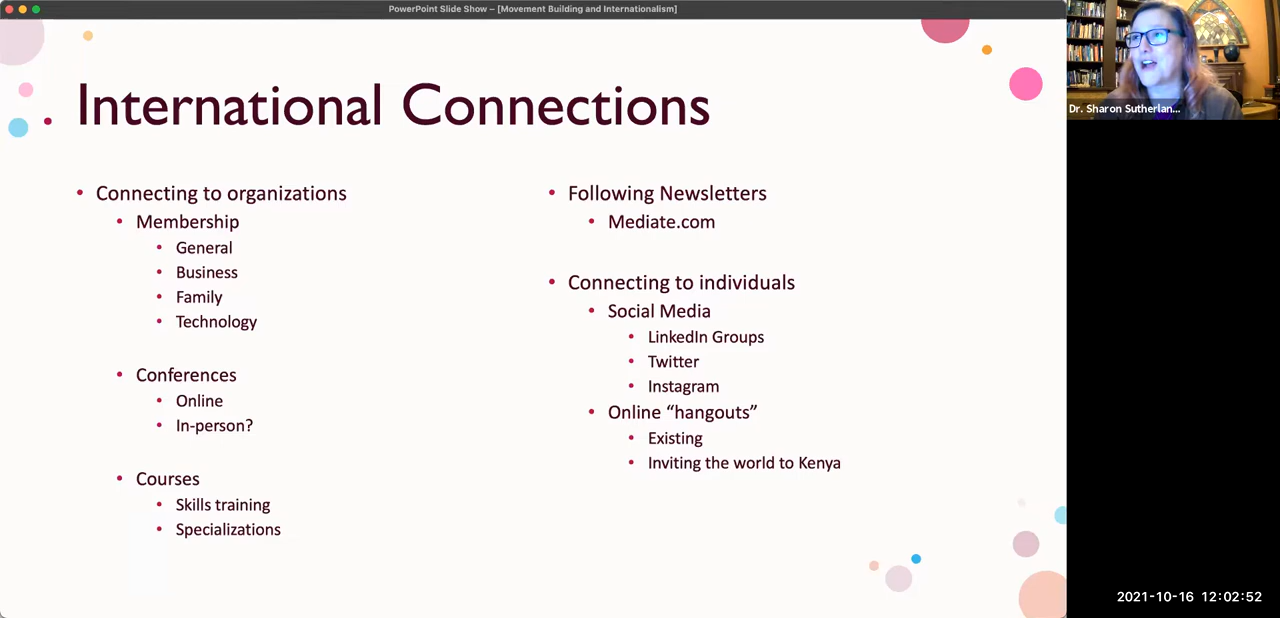 PowerPoint Slide Show – [Movement Building and Internationalism]
International Connections
• Connecting to organizations
• Membership
• General
• Business
• Family
• Technology
• Conferences
• Online
• In-person?
• Courses
• Skills training
• Specializations
• Following Newsletters
• Mediate.com
• Connecting to individuals
• Social Media
• LinkedIn Groups
• Twitter
• Instagram
• Online “hangouts”
• Existing
• Inviting the world to Kenya
Dr. Sharon Sutherlan...
2021-10-16 12:02:52